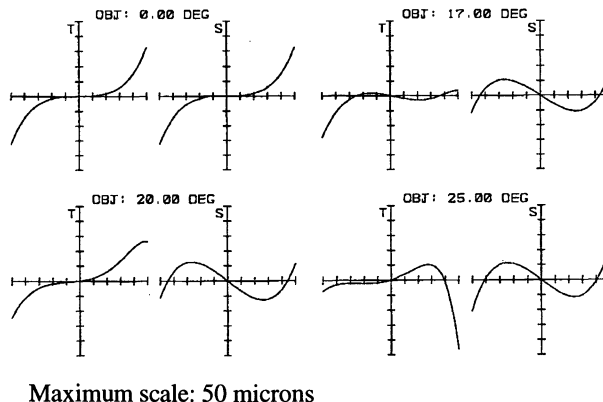 OBJ: 0.00 DEG
T
S
OBJ: 17.00 DEG
T
S
OBJ: 20.00 DEG
T
S
OBJ: 25.00 DEG
T
S
Maximum scale: 50 microns